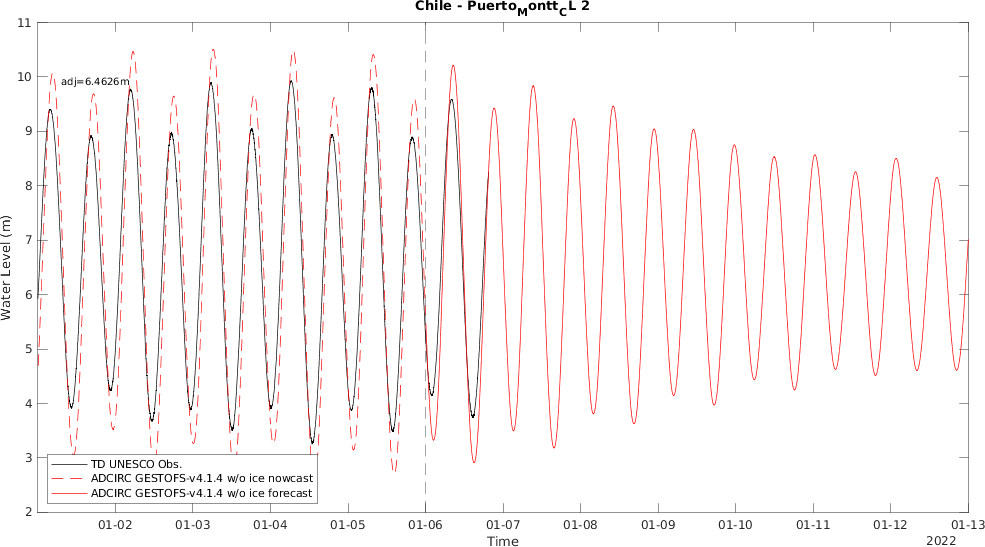 Chile - PuertoMonttCL 2
11
10
9
8
7
6
5
4
3
2
Water Level (m)
adj=6.4626m
TD UNESCO Obs.
ADCIRC GESTOFS-v4.1.4 w/o ice nowcast
ADCIRC GESTOFS-v4.1.4 w/o ice forecast
01-02 01-03 01-04 01-05 01-06 01-07 01-08 01-09 01-10 01-11 01-12 01-13
Time
2022